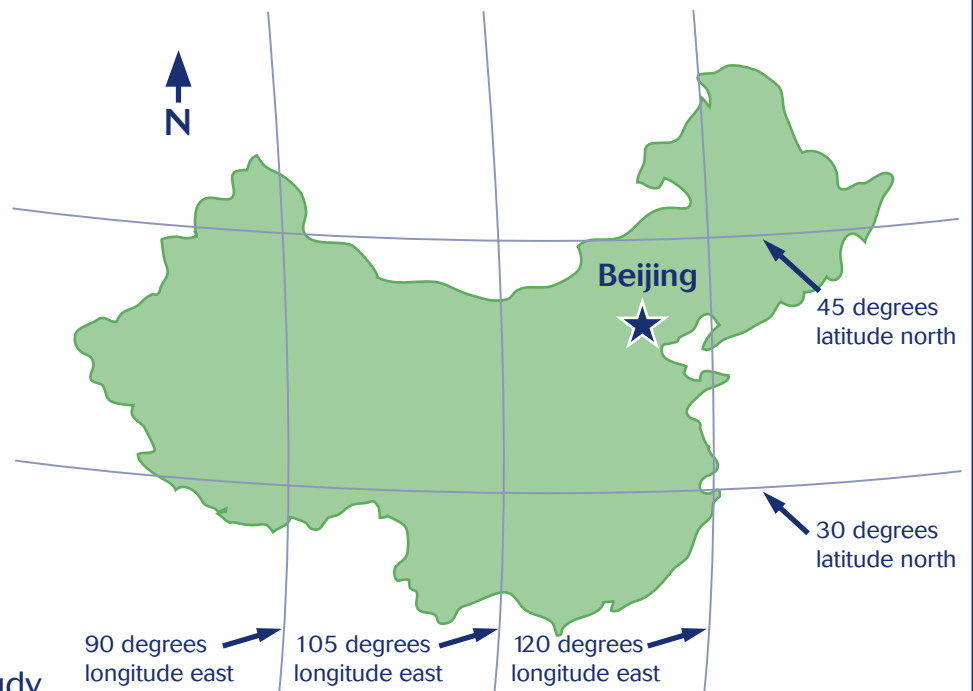 N
Beijing
45 degrees
latitude north
30 degrees
latitude north
90 degrees
longitude east
105 degrees
longitude east
120 degrees
longitude east